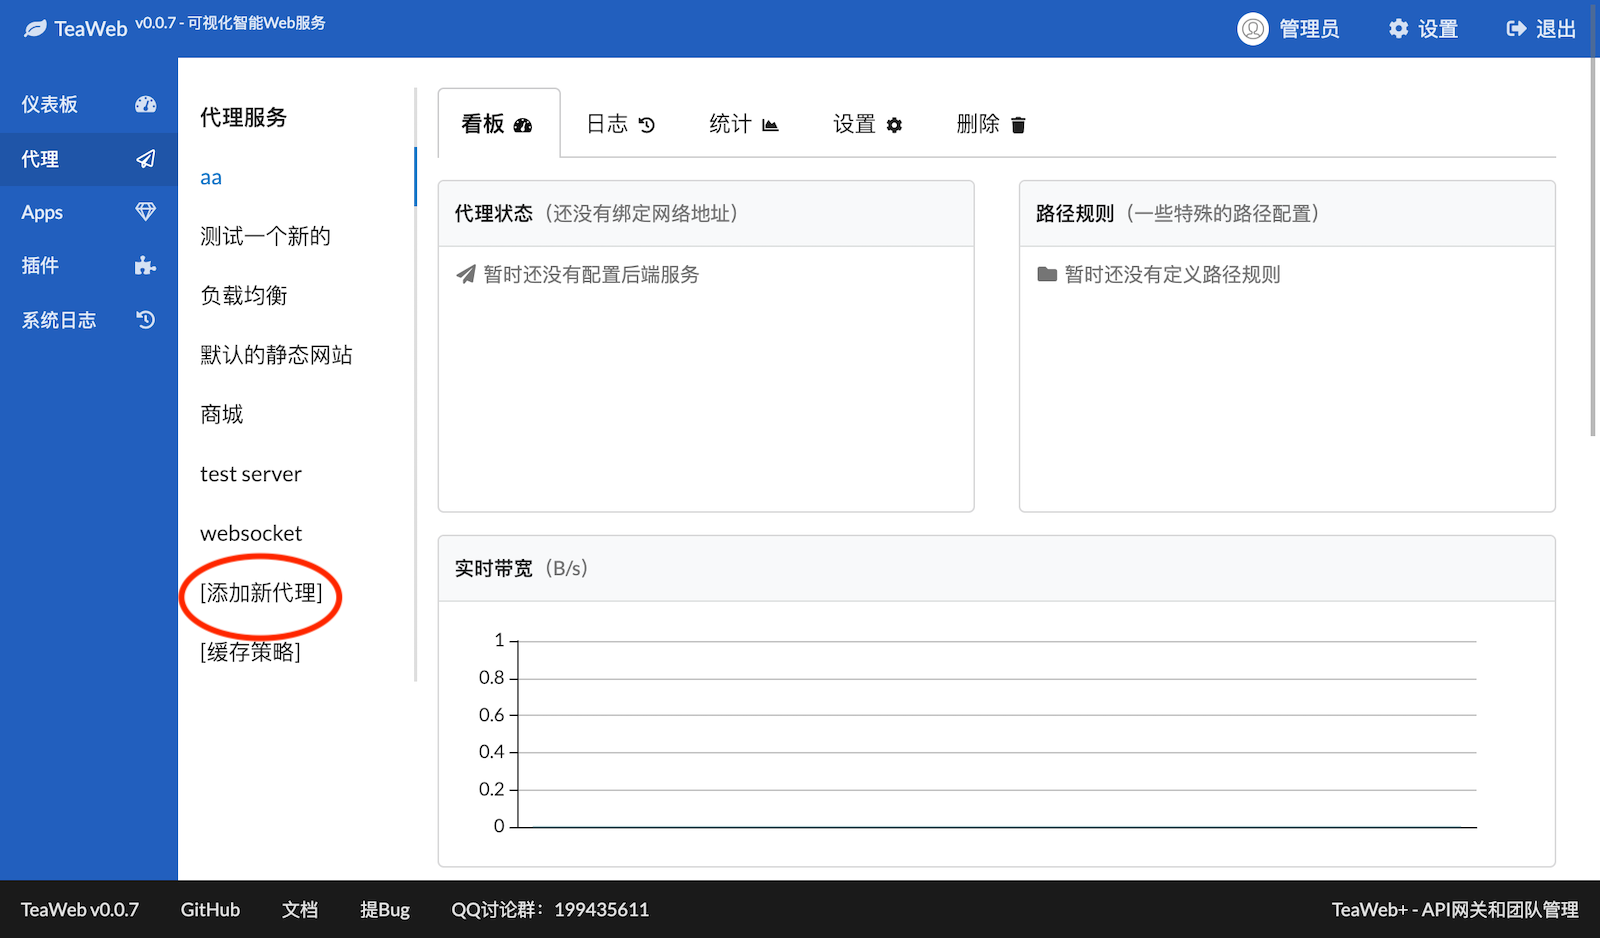 TeaWeb v0.0.7 - 可视化智能Web服务
管理员 设置 退出
仪表板
代理
Apps
插件
系统日志
代理服务
aa
测试一个新的
负载均衡
默认的静态网站
商城
test server
websocket
[添加新代理]
[缓存策略]
看板 日志 统计 设置 删除
代理状态（还没有绑定网络地址）
暂时还没有配置后端服务
路径规则（一些特殊的路径配置）
暂时还没有定义路径规则
实时带宽（B/s）
1
0.8
0.6
0.4
0.2
0
TeaWeb v0.0.7 GitHub 文档 提Bug QQ讨论群：199435611 TeaWeb+ - API网关和团队管理